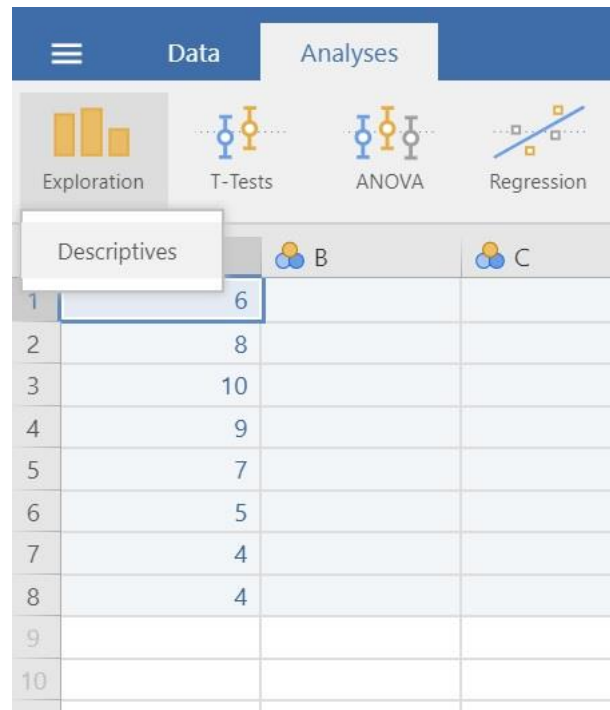 Data Analyses
Exploration T-Tests ANOVA Regression
Descriptives
B C
1 6
2 8
3 10
4 9
5 7
6 5
7 4
8 4
9
10